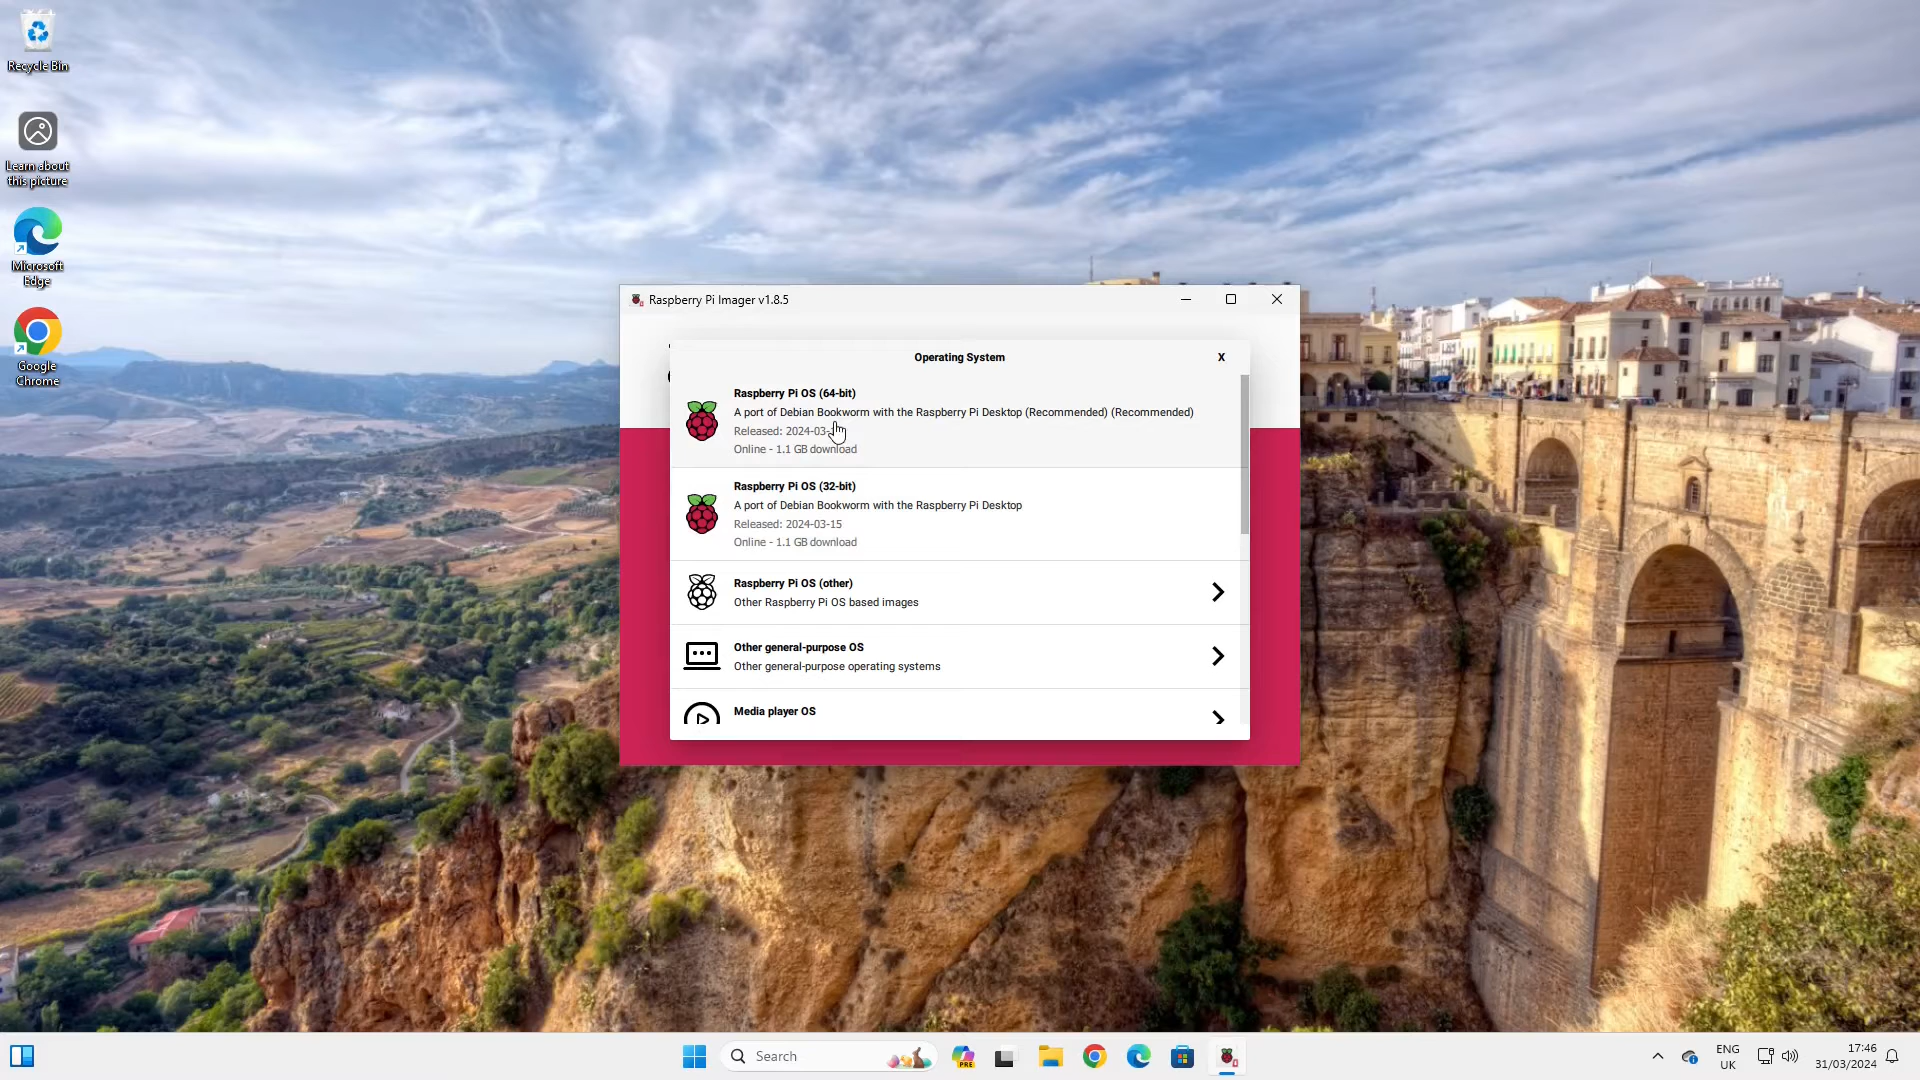 Recycle Bin
Learn about
this picture
Microsoft
Edge
Google
Chrome
Raspberry Pi Imager v1.8.5
Operating System
X
Raspberry Pi OS (64-bit)
A port of Debian Bookworm with the Raspberry Pi Desktop (Recommended) (Recommended)
Released: 2024-03-
Online - 1.1 GB download
Raspberry Pi OS (32-bit)
A port of Debian Bookworm with the Raspberry Pi Desktop
Released: 2024-03-15
Online - 1.1 GB download
Raspberry Pi OS (other)
Other Raspberry Pi OS based images
Other general-purpose OS
Other general-purpose operating systems
Media player OS
Search
PRE
ENG
UK
17:46
31/03/2024